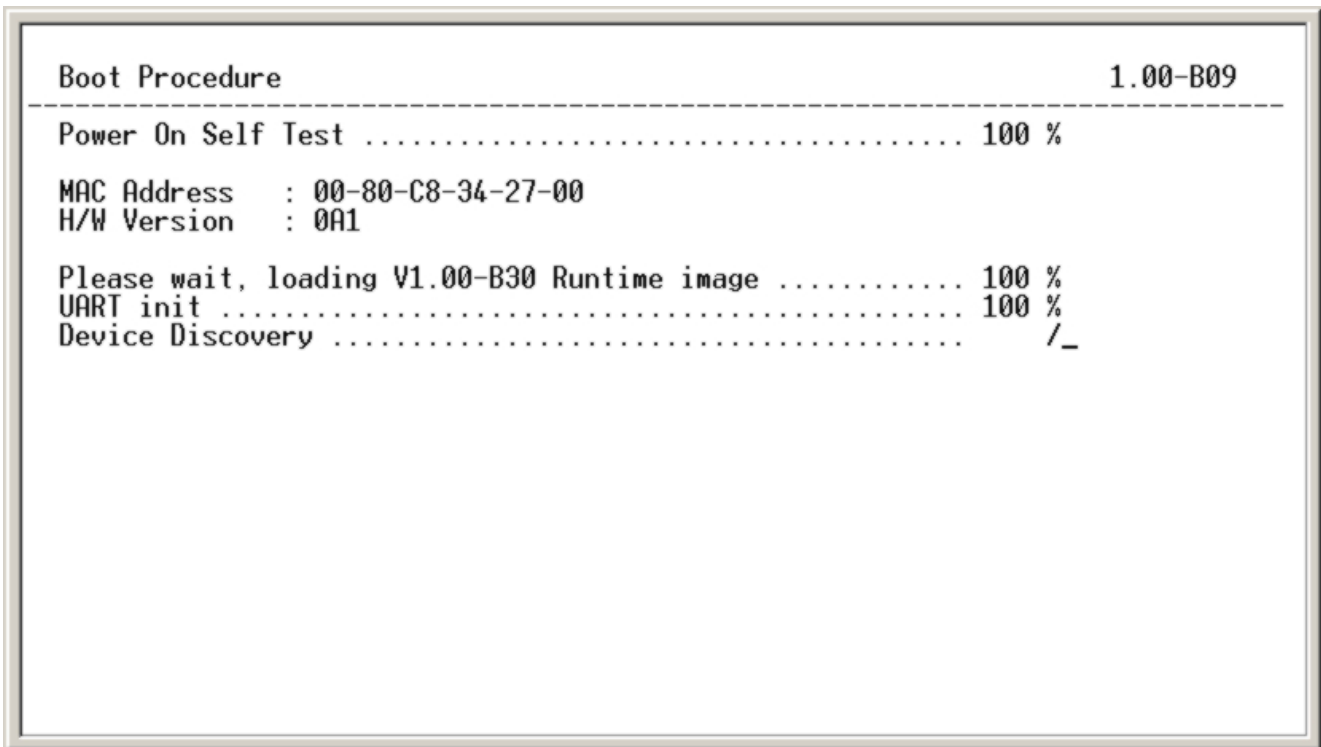 Boot Procedure 1.00-B09
--------------------------------------------------------------------------------
Power On Self Test ...................................... 100 %
MAC Address : 00-80-C8-34-27-00
H/W Version : 0A1
Please wait, loading V1.00-B30 Runtime image ............ 100 %
UART init ............................................... 100 %
Device Discovery ........................................ /_